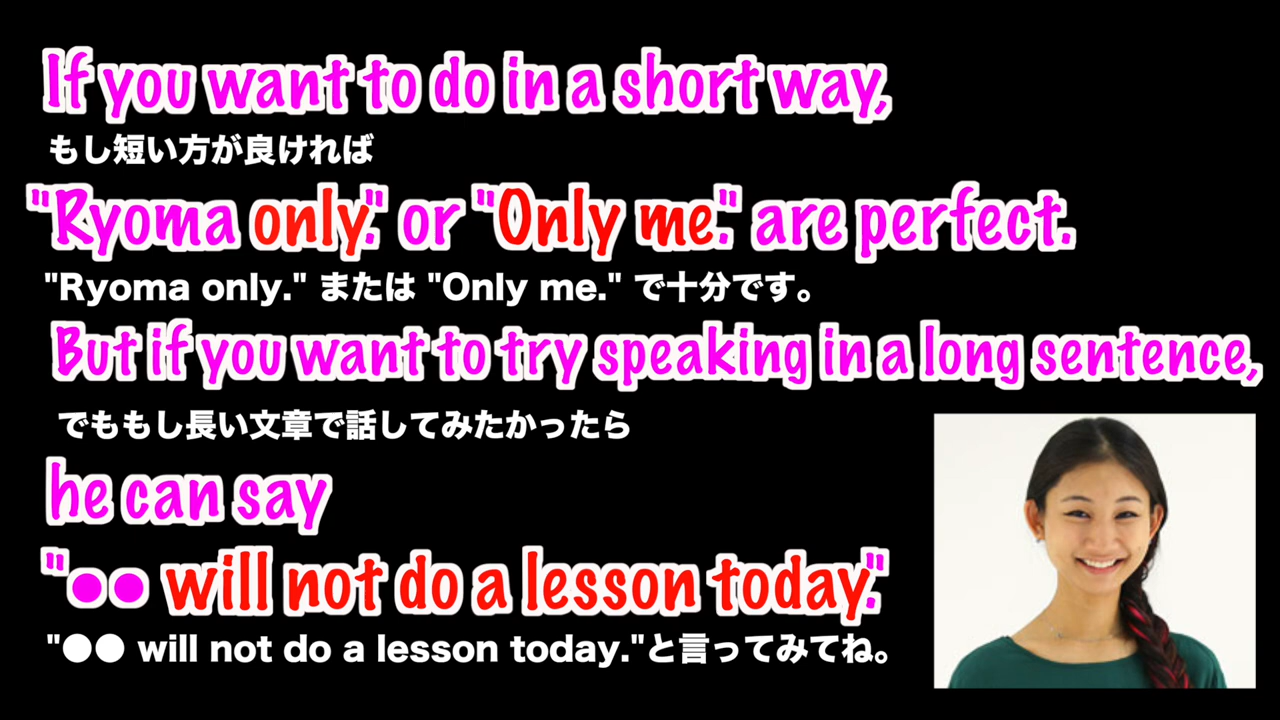 If you want to do in a short way,
もし短い方が良ければ
"Ryoma only." or "Only me." are perfect.
"Ryoma only." または "Only me." で十分です。
But if you want to try speaking in a long sentence,
でももし長い文章で話してみたかったら
he can say
"●● will not do a lesson today."
"●● will not do a lesson today."と言ってみてね。